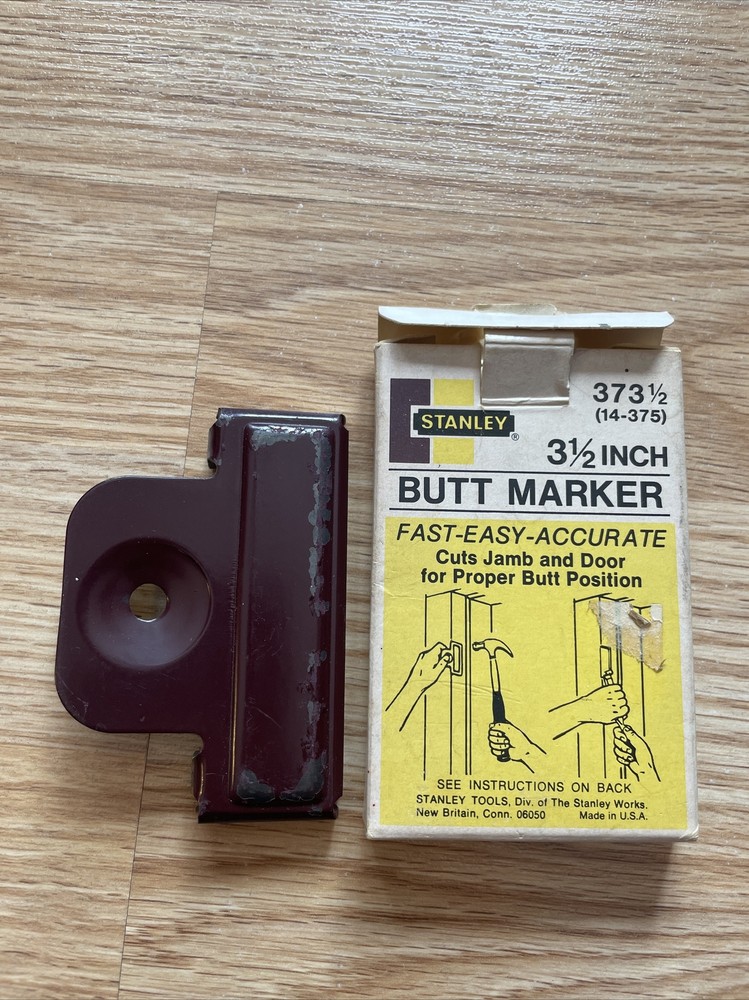 STANLEY®
373½
(14-375)
3½ INCH
BUTT MARKER
FAST-EASY-ACCURATE
Cuts Jamb and Door
for Proper Butt Position
SEE INSTRUCTIONS ON BACK
STANLEY TOOLS, Div. of The Stanley Works.
New Britain, Conn. 06050 Made in U.S.A.